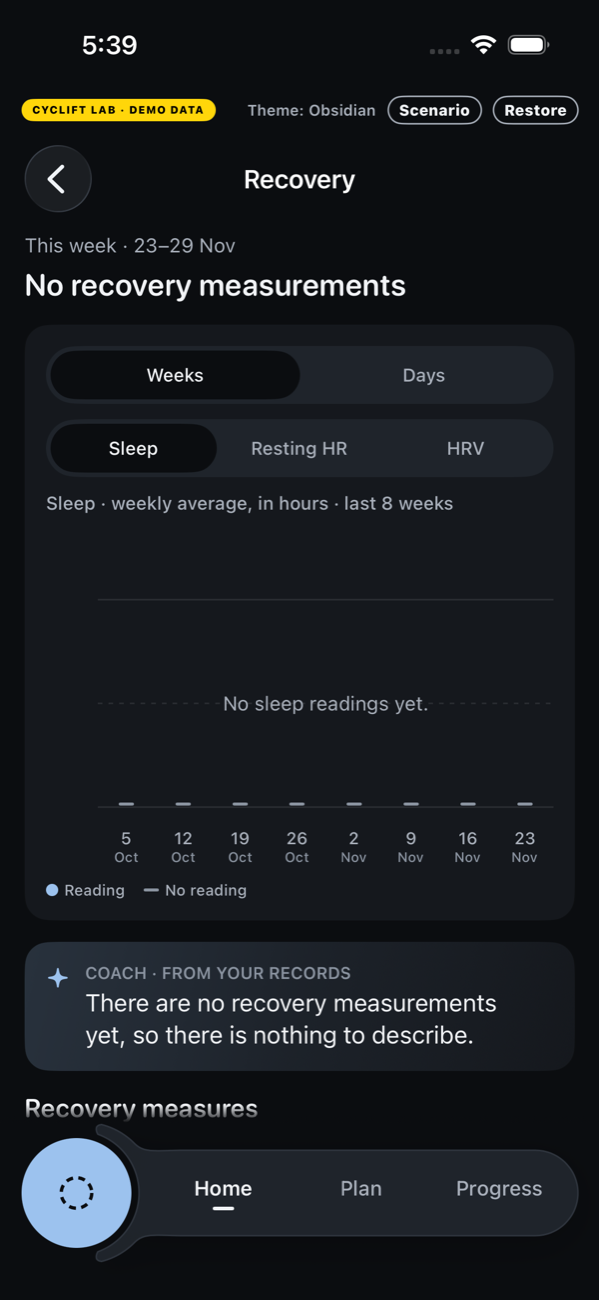 5:39
CYCLIFT LAB · DEMO DATA
Theme: Obsidian
Scenario
Restore
Recovery
This week · 23–29 Nov
No recovery measurements
Weeks
Days
Sleep
Resting HR
HRV
Sleep · weekly average, in hours · last 8 weeks
No sleep readings yet.
5 12 19 26 2 9 16 23
Oct Oct Oct Oct Nov Nov Nov Nov
Reading
No reading
COACH · FROM YOUR RECORDS
There are no recovery measurements
yet, so there is nothing to describe.
Recovery measures
Home
Plan
Progress